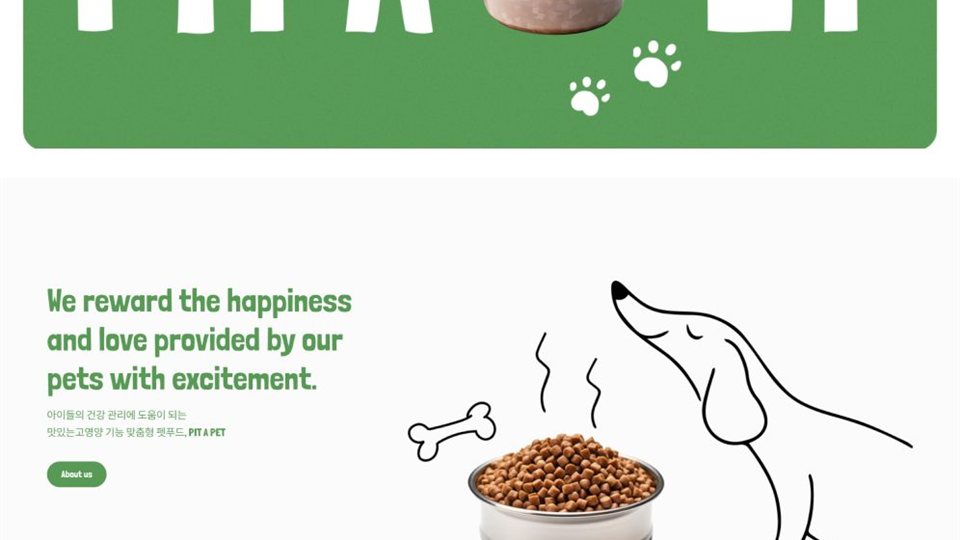 PIT A PET
We reward the happiness
and love provided by our
pets with excitement.
아이들의 건강 관리에 도움이 되는
맛있는고영양 기능 맞춤형 펫푸드, PIT A PET
About us